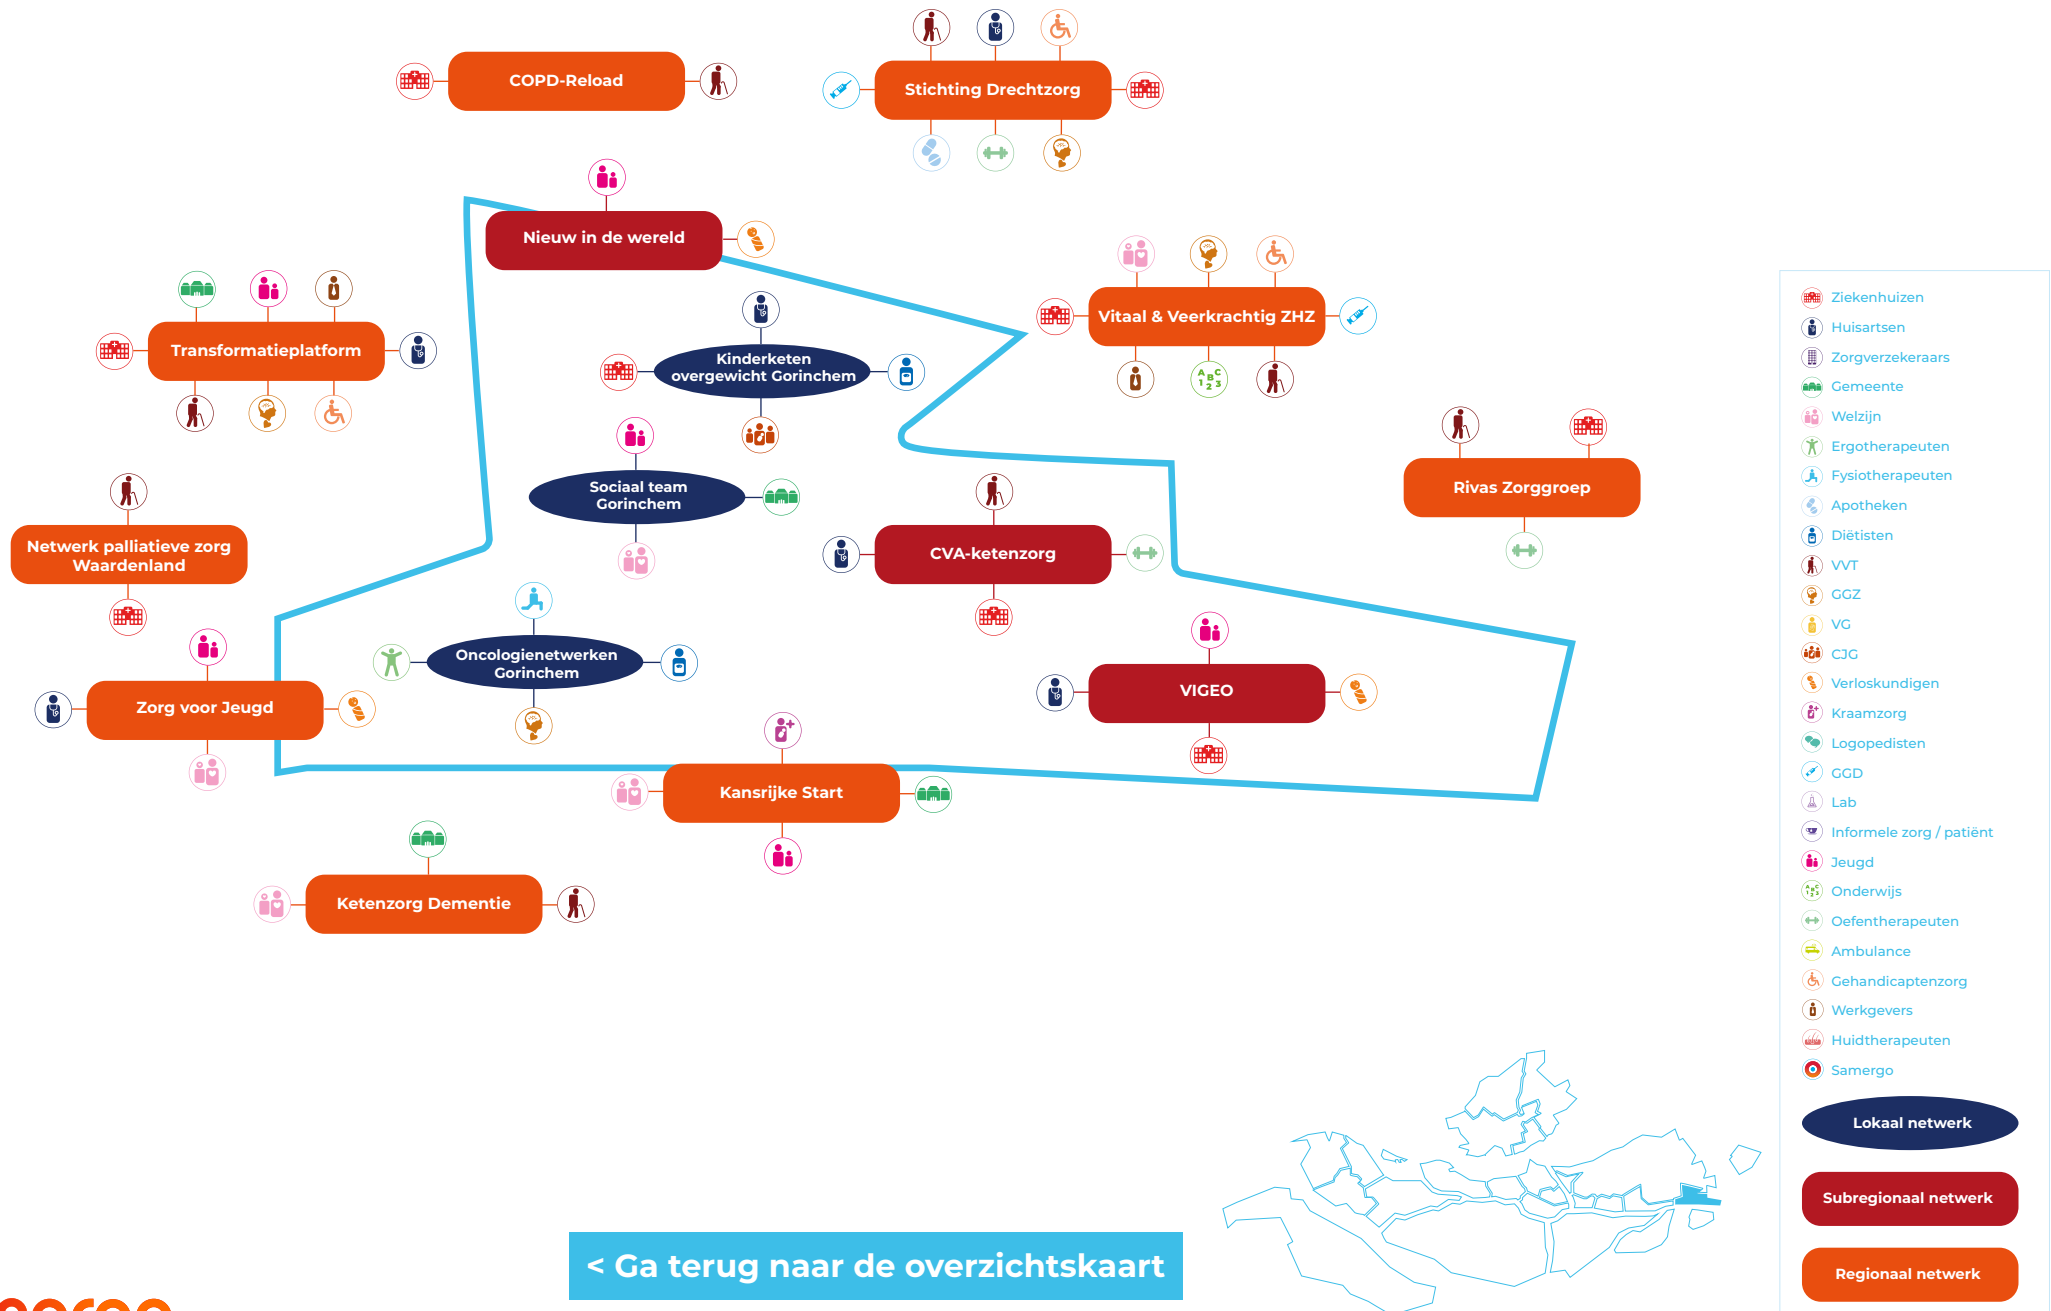 COPD-Reload
Stichting Drechtzorg
Nieuw in de wereld
Transformatieplatform
Kinderketen
overgewicht Gorinchem
Vitaal & Veerkrachtig ZHZ
A B C
1 2 3
Sociaal team
Gorinchem
Rivas Zorggroep
Netwerk palliatieve zorg
Waardenland
CVA-ketenzorg
Oncologienetwerken
Gorinchem
Zorg voor Jeugd
VIGEO
Kansrijke Start
Ketenzorg Dementie
Ziekenhuizen
Huisartsen
Zorgverzekeraars
Gemeente
Welzijn
Ergotherapeuten
Fysiotherapeuten
Apotheken
Diëtisten
VVT
GGZ
VG
CJG
Verloskundigen
Kraamzorg
Logopedisten
GGD
Lab
Informele zorg / patiënt
Jeugd
Onderwijs
Oefentherapeuten
Ambulance
Gehandicaptenzorg
Werkgevers
Huidtherapeuten
Samergo
Lokaal netwerk
Subregionaal netwerk
Regionaal netwerk
< Ga terug naar de overzichtskaart